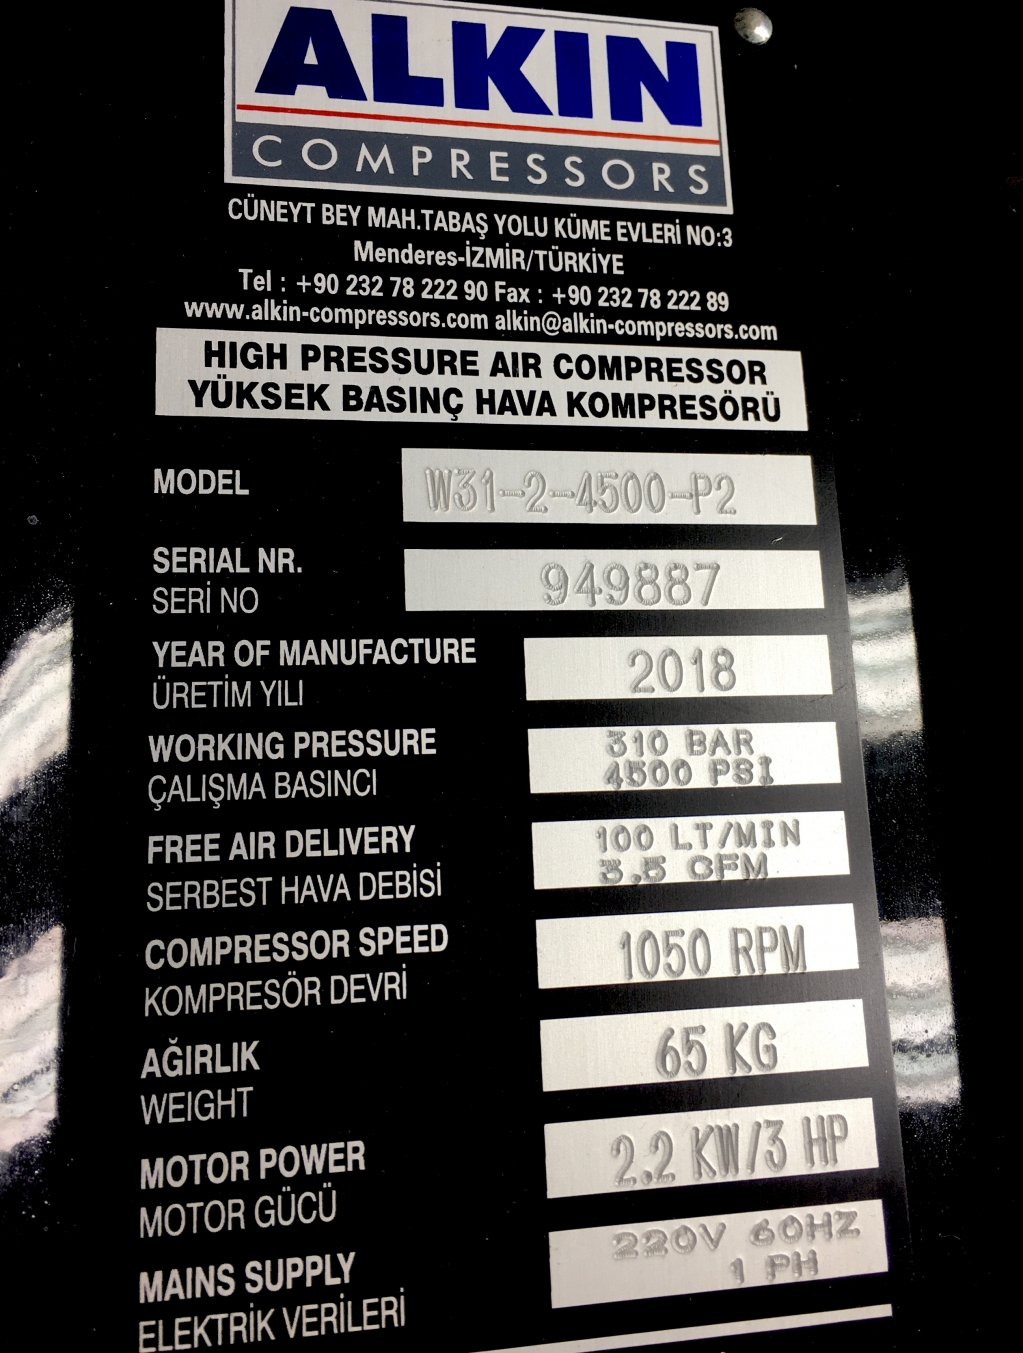 ALKIN
COMPRESSORS
CÜNEYT BEY MAH.TABAŞ YOLU KÜME EVLERİ NO:3
Menderes-İZMİR/TÜRKİYE
Tel : +90 232 78 222 90 Fax : +90 232 78 222 89
www.alkin-compressors.com alkin@alkin-compressors.com
HIGH PRESSURE AIR COMPRESSOR
YÜKSEK BASINÇ HAVA KOMPRESÖRÜ
MODEL W31-2-4500-P2
SERIAL NR. 949887
SERİ NO
YEAR OF MANUFACTURE 2018
ÜRETİM YILI
WORKING PRESSURE 310 BAR
ÇALIŞMA BASINCI 4500 PSİ
FREE AIR DELIVERY 100 LT/MIN
SERBEST HAVA DEBİSİ 3,5 CFM
COMPRESSOR SPEED 1050 RPM
KOMPRESÖR DEVRİ
AĞIRLIK 65 KG
WEIGHT
MOTOR POWER 2.2 KW/3 HP
MOTOR GÜCÜ
MAINS SUPPLY 220V 60HZ
ELEKTRİK VERİLERİ 1 PH